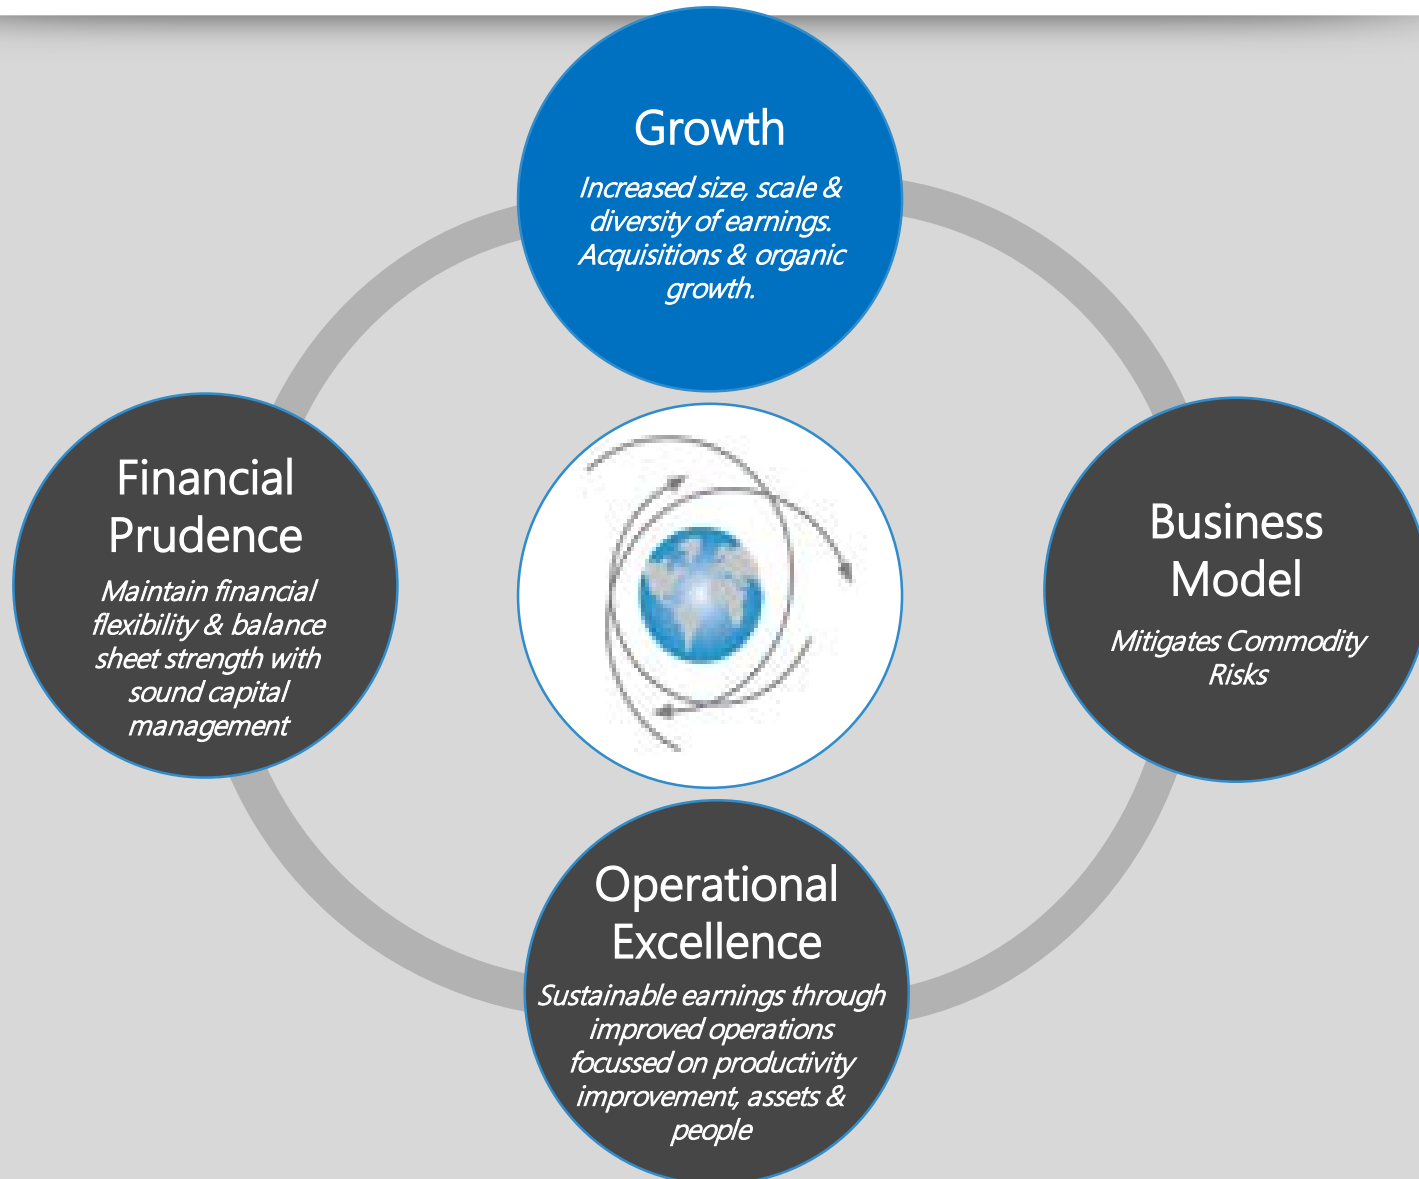 Growth
Increased size, scale &
diversity of earnings.
Acquisitions & organic
growth.
Financial
Prudence
Maintain financial
flexibility & balance
sheet strength with
sound capital
management
Business
Model
Mitigates Commodity
Risks
Operational
Excellence
Sustainable earnings through
improved operations
focussed on productivity
improvement, assets &
people